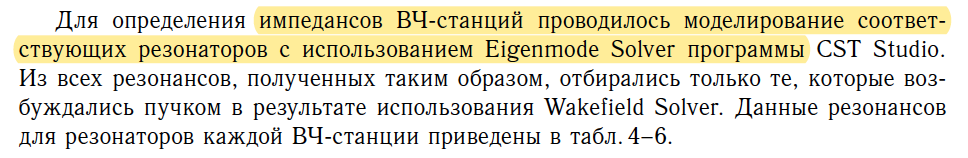 Для определения импедансов ВЧ-станций проводилось моделирование соответ-
ствующих резонаторов с использованием Eigenmode Solver программы CST Studio.
Из всех резонансов, полученных таким образом, отбирались только те, которые воз-
буждались пучком в результате использования Wakefield Solver. Данные резонансов
для резонаторов каждой ВЧ-станции приведены в табл. 4–6.